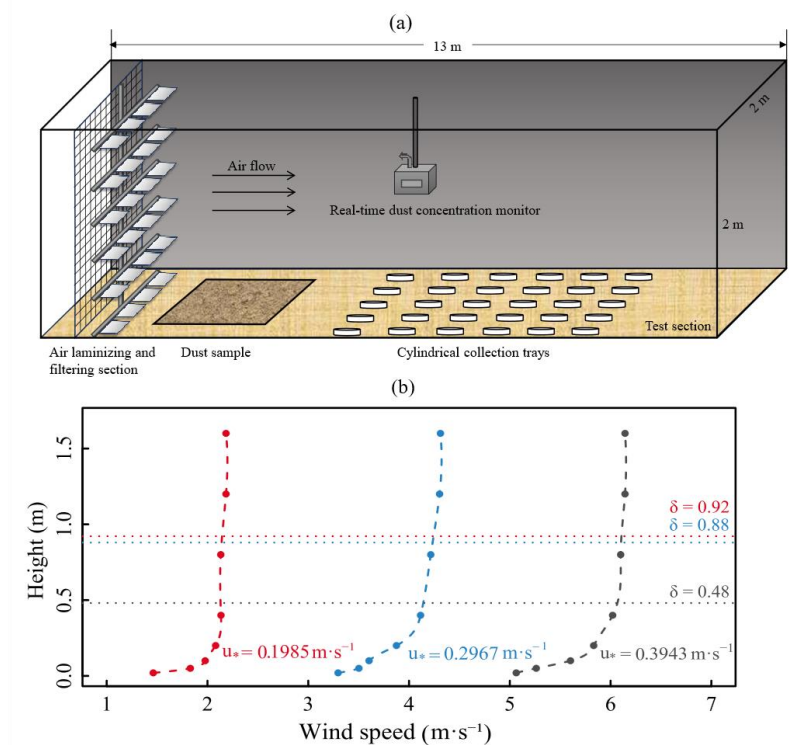 (a)
13 m
2 m
Air flow
Real-time dust concentration monitor
2 m
Test section
Air laminizing and
filtering section
Dust sample
Cylindrical collection trays
(b)
Height (m)
1.5
1.0
0.5
0.0
δ = 0.92
δ = 0.88
δ = 0.48
u* = 0.1985 m·s⁻¹
u* = 0.2967 m·s⁻¹
u* = 0.3943 m·s⁻¹
1 2 3 4 5 6 7
Wind speed (m·s⁻¹)